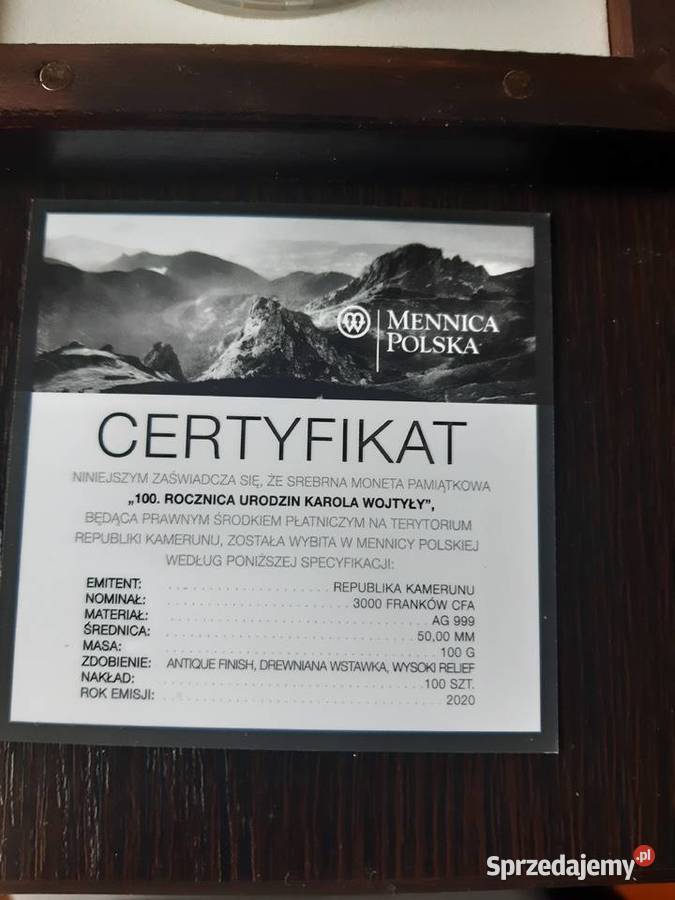 MENNICA
POLSKA
CERTYFIKAT
NINIEJSZYM ZAŚWIADCZA SIĘ, ŻE SREBRNA MONETA PAMIĄTKOWA
„100. ROCZNICA URODZIN KAROLA WOJTYŁY”,
BĘDĄCA PRAWNYM ŚRODKIEM PŁATNICZYM NA TERYTORIUM
REPUBLIKI KAMERUNU, ZOSTAŁA WYBITA W MENNICY POLSKIEJ
WEDŁUG PONIŻSZEJ SPECYFIKACJI:
EMITENT: REPUBLIKA KAMERUNU
NOMINAŁ: 3000 FRANKÓW CFA
MATERIAŁ: AG 999
ŚREDNICA: 50,00 MM
MASA: 100 G
ZDOBIENIE: ANTIQUE FINISH, DREWNIANA WSTAWKA, WYSOKI RELIEF
NAKŁAD: 100 SZT.
ROK EMISJI: 2020
Sprzedajemy.pl